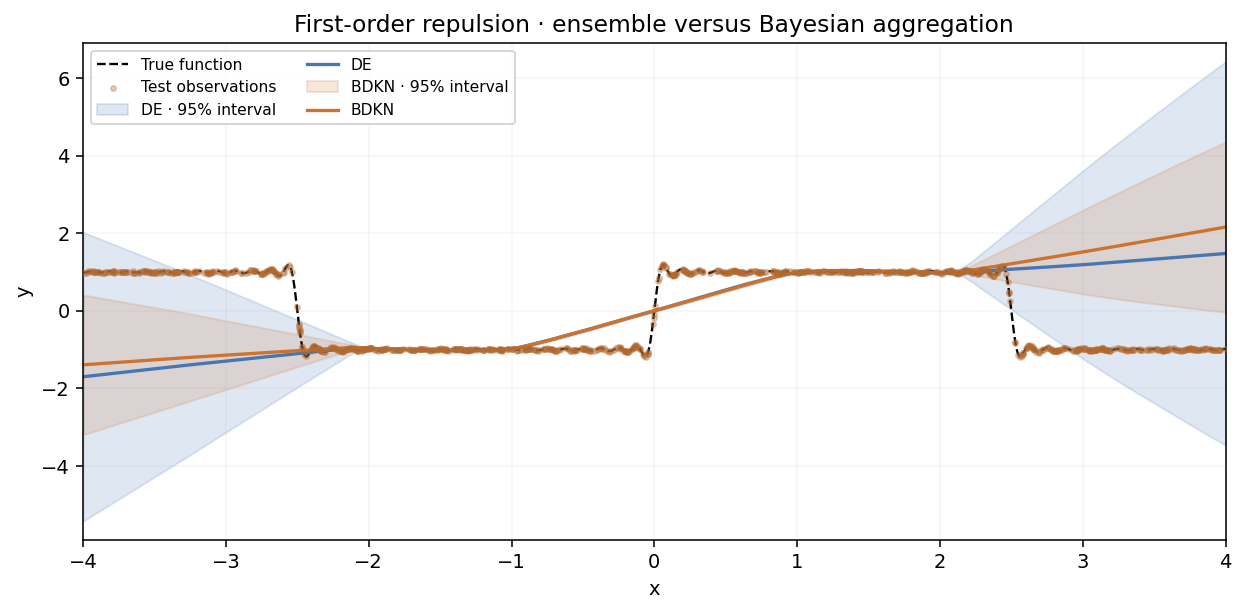 First-order repulsion · ensemble versus Bayesian aggregation
True function
Test observations
DE · 95% interval
DE
BDKN · 95% interval
BDKN
y
6
4
2
0
−2
−4
−4
−3
−2
−1
0
1
2
3
4
x